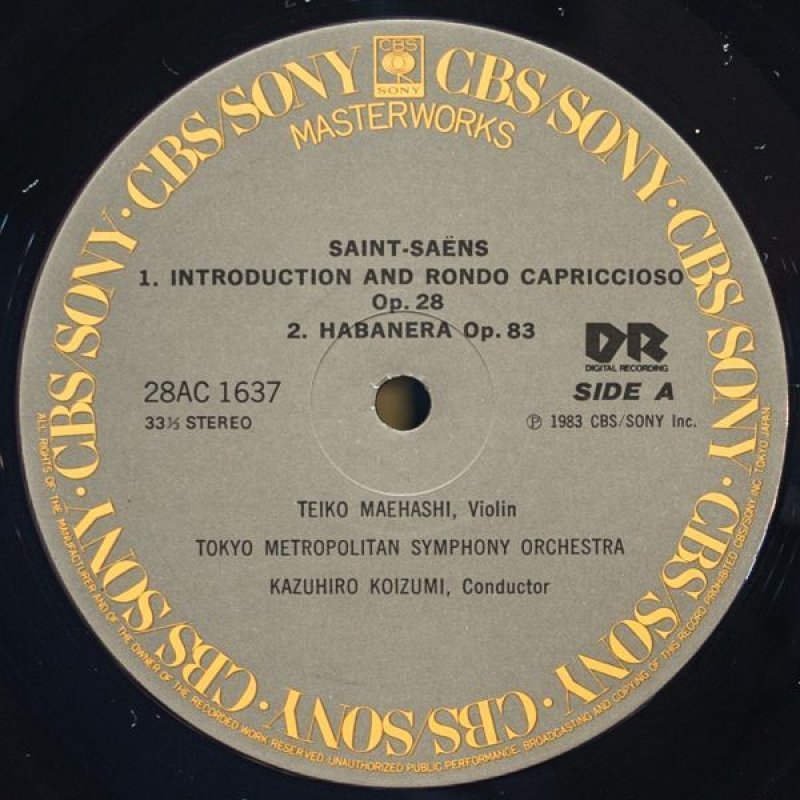 CBS/SONY · CBS/SONY · CBS/SONY · CBS/SONY · CBS/SONY · CBS/SONY · CBS/SONY · CBS/SONY
CBS
SONY
MASTERWORKS
SAINT-SAËNS
1. INTRODUCTION AND RONDO CAPRICCIOSO
Op. 28
2. HABANERA Op. 83
DR
DIGITAL RECORDING
28AC 1637
SIDE A
33⅓ STEREO
℗ 1983 CBS/SONY Inc.
TEIKO MAEHASHI, Violin
TOKYO METROPOLITAN SYMPHONY ORCHESTRA
KAZUHIRO KOIZUMI, Conductor
ALL RIGHTS OF THE MANUFACTURER AND OF THE OWNER OF THE RECORDED WORK RESERVED UNAUTHORIZED PUBLIC PERFORMANCE, BROADCASTING AND COPYING OF THIS RECORD PROHIBITED CBS/SONY INC. TOKYO JAPAN